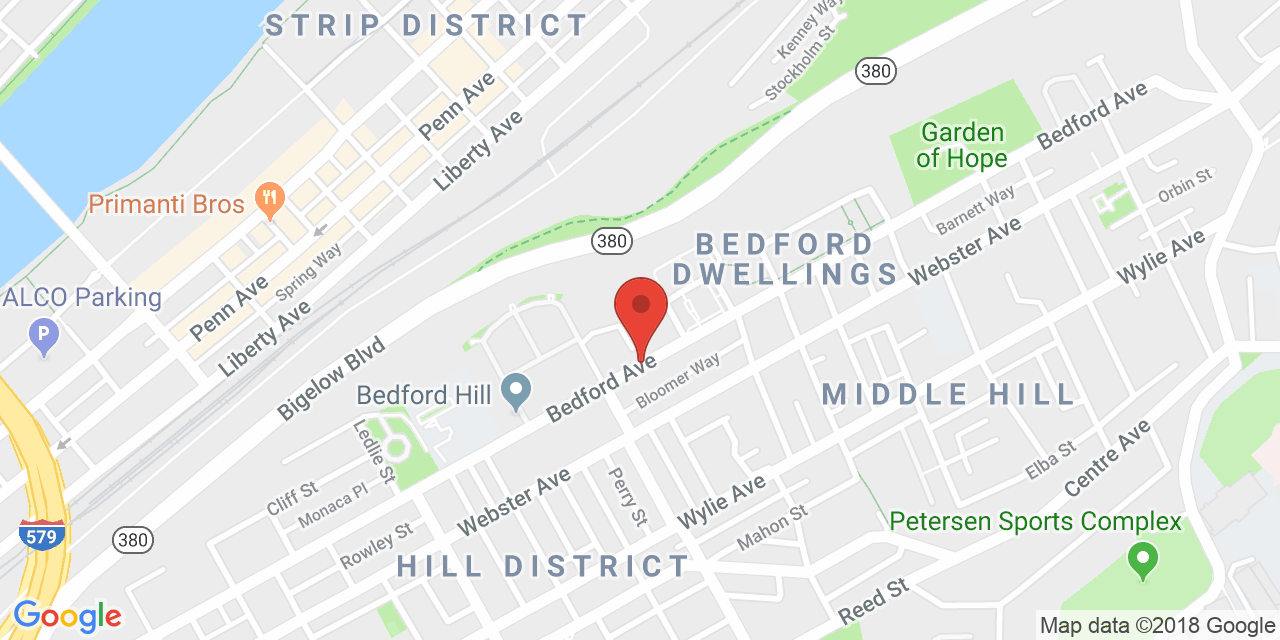 STRIP DISTRICT
Kenney Way
Stockholm St
380
Penn Ave
Liberty Ave
Bedford Ave
Garden
of Hope
Orbin St
Primanti Bros
Barnett Way
Webster Ave
380
BEDFORD
DWELLINGS
Wylie Ave
Spring Way
ALCO Parking
P
Penn Ave
Liberty Ave
Bigelow Blvd
Bedford Ave
Bloomer Way
Bedford Hill
MIDDLE HILL
Ledlie St
Elba St
Centre Ave
Cliff St
Monaca Pl
Webster Ave
Perry St
Wylie Ave
Mahon St
Petersen Sports Complex
579
380
Rowley St
HILL DISTRICT
Reed St
Google
Map data ©2018 Google